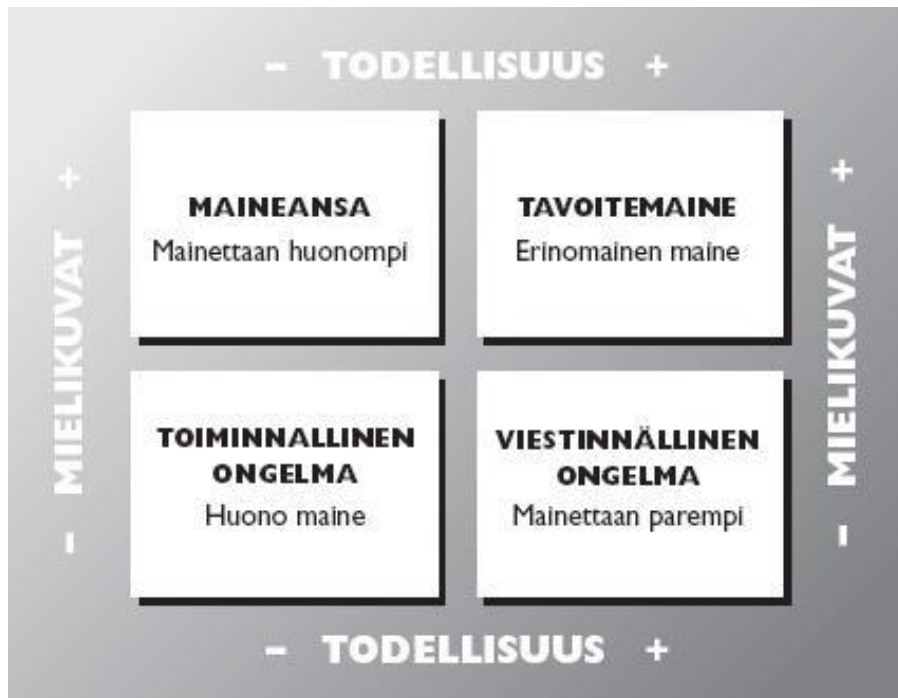 - TODELLISUUS +
MAINEANSA
Mainettaan huonompi
TAVOITEMAINE
Erinomainen maine
- MIELIKUVAT +
- MIELIKUVAT +
TOIMINNALLINEN
ONGELMA
Huono maine
VIESTINNÄLLINEN
ONGELMA
Mainettaan parempi
- TODELLISUUS +